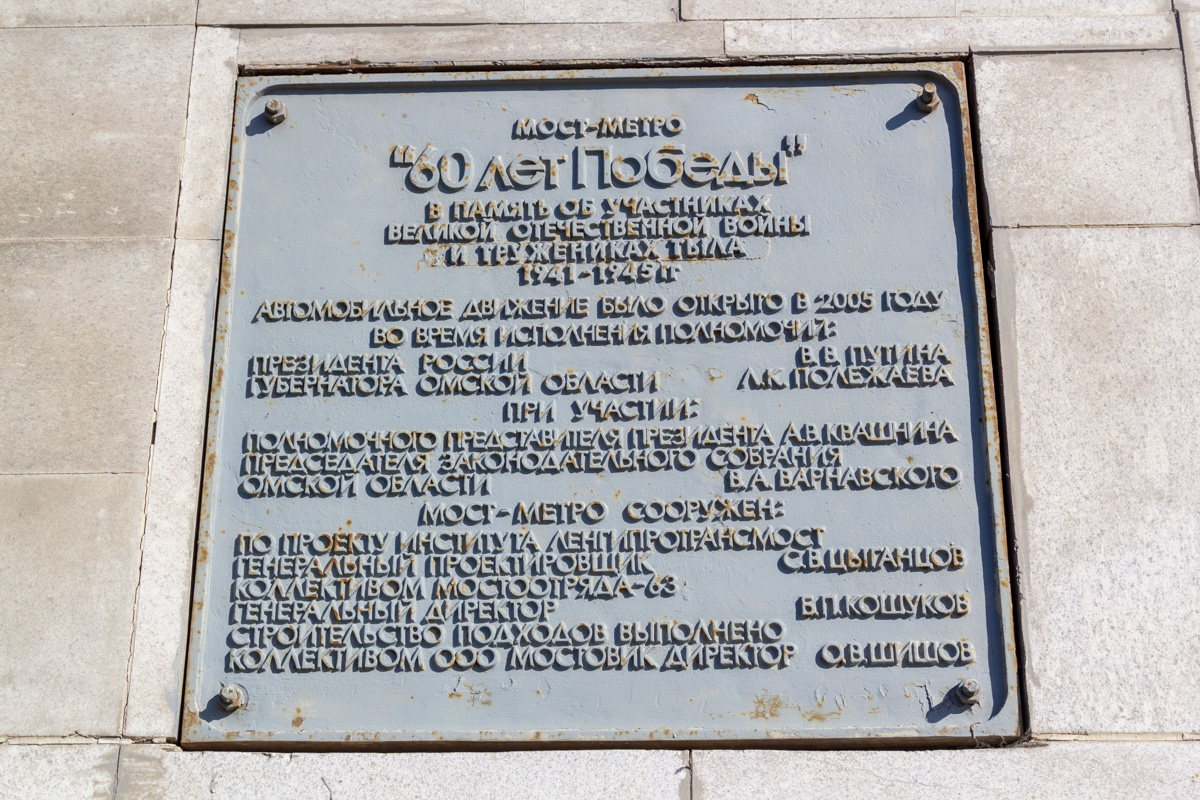 МОСТ-МЕТРО
"60 лет Победы"
В ПАМЯТЬ ОБ УЧАСТНИКАХ
ВЕЛИКОЙ ОТЕЧЕСТВЕННОЙ ВОЙНЫ
И ТРУЖЕНИКАХ ТЫЛА
1941-1945 гг
АВТОМОБИЛЬНОЕ ДВИЖЕНИЕ БЫЛО ОТКРЫТО В 2005 ГОДУ
ВО ВРЕМЯ ИСПОЛНЕНИЯ ПОЛНОМОЧИЙ:
ПРЕЗИДЕНТА РОССИИ В.В. ПУТИНА
ГУБЕРНАТОРА ОМСКОЙ ОБЛАСТИ Л.К. ПОЛЕЖАЕВА
ПРИ УЧАСТИИ:
ПОЛНОМОЧНОГО ПРЕДСТАВИТЕЛЯ ПРЕЗИДЕНТА А.В.КВАШНИНА
ПРЕДСЕДАТЕЛЯ ЗАКОНОДАТЕЛЬНОГО СОБРАНИЯ
ОМСКОЙ ОБЛАСТИ В.А. ВАРНАВСКОГО
МОСТ-МЕТРО СООРУЖЕН:
ПО ПРОЕКТУ ИНСТИТУТА ЛЕНГИПРОТРАНСМОСТ
ГЕНЕРАЛЬНЫЙ ПРОЕКТИРОВЩИК С.В.ЦЫГАНЦОВ
КОЛЛЕКТИВОМ МОСТООТРЯДА-63
ГЕНЕРАЛЬНЫЙ ДИРЕКТОР В.П.КОШУКОВ
СТРОИТЕЛЬСТВО ПОДХОДОВ ВЫПОЛНЕНО
КОЛЛЕКТИВОМ ООО МОСТОВИК ДИРЕКТОР О.В.ШИШОВ